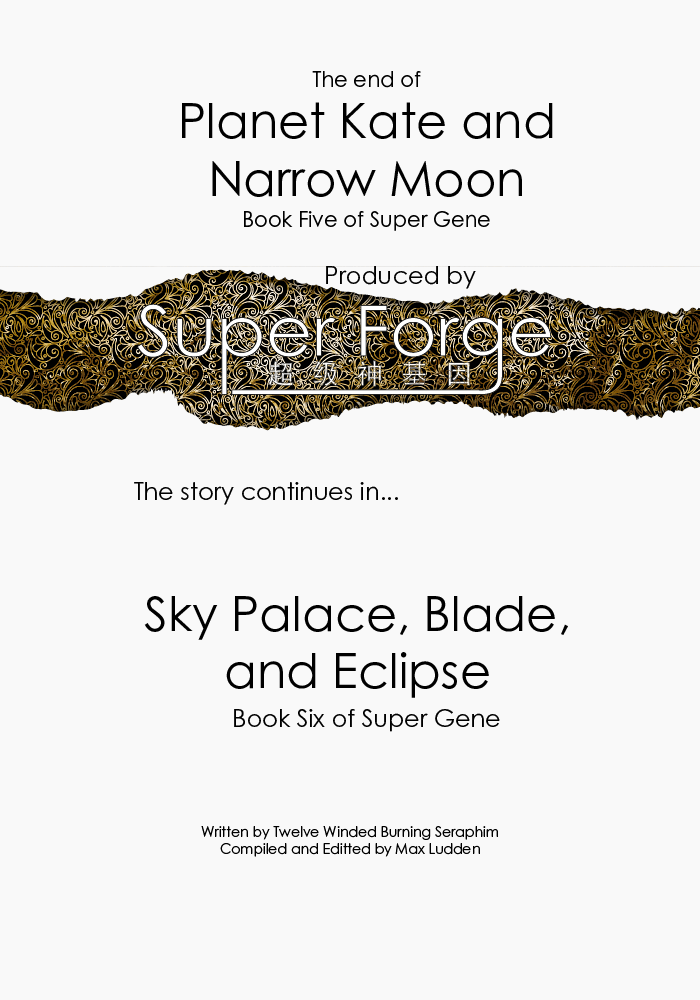 The end of
Planet Kate and
Narrow Moon
Book Five of Super Gene
Produced by
Super Forge
超级神基因
The story continues in...
Sky Palace, Blade,
and Eclipse
Book Six of Super Gene
Written by Twelve Winded Burning Seraphim
Compiled and Editted by Max Ludden